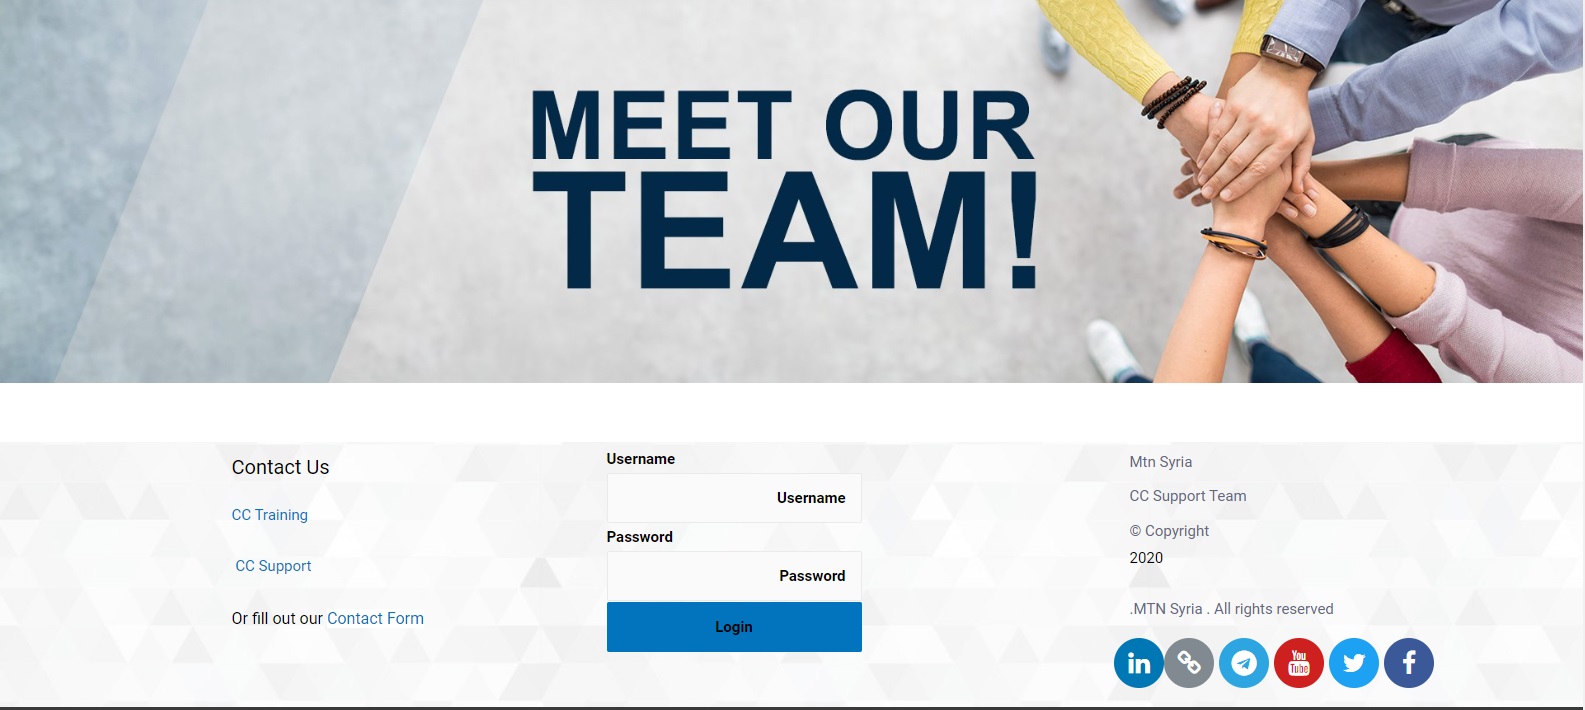 MEET OUR
TEAM!
Contact Us
CC Training
CC Support
Or fill out our Contact Form
Username
Username
Password
Password
Login
Mtn Syria
CC Support Team
© Copyright
2020
.MTN Syria . All rights reserved
in
You
Tube
f